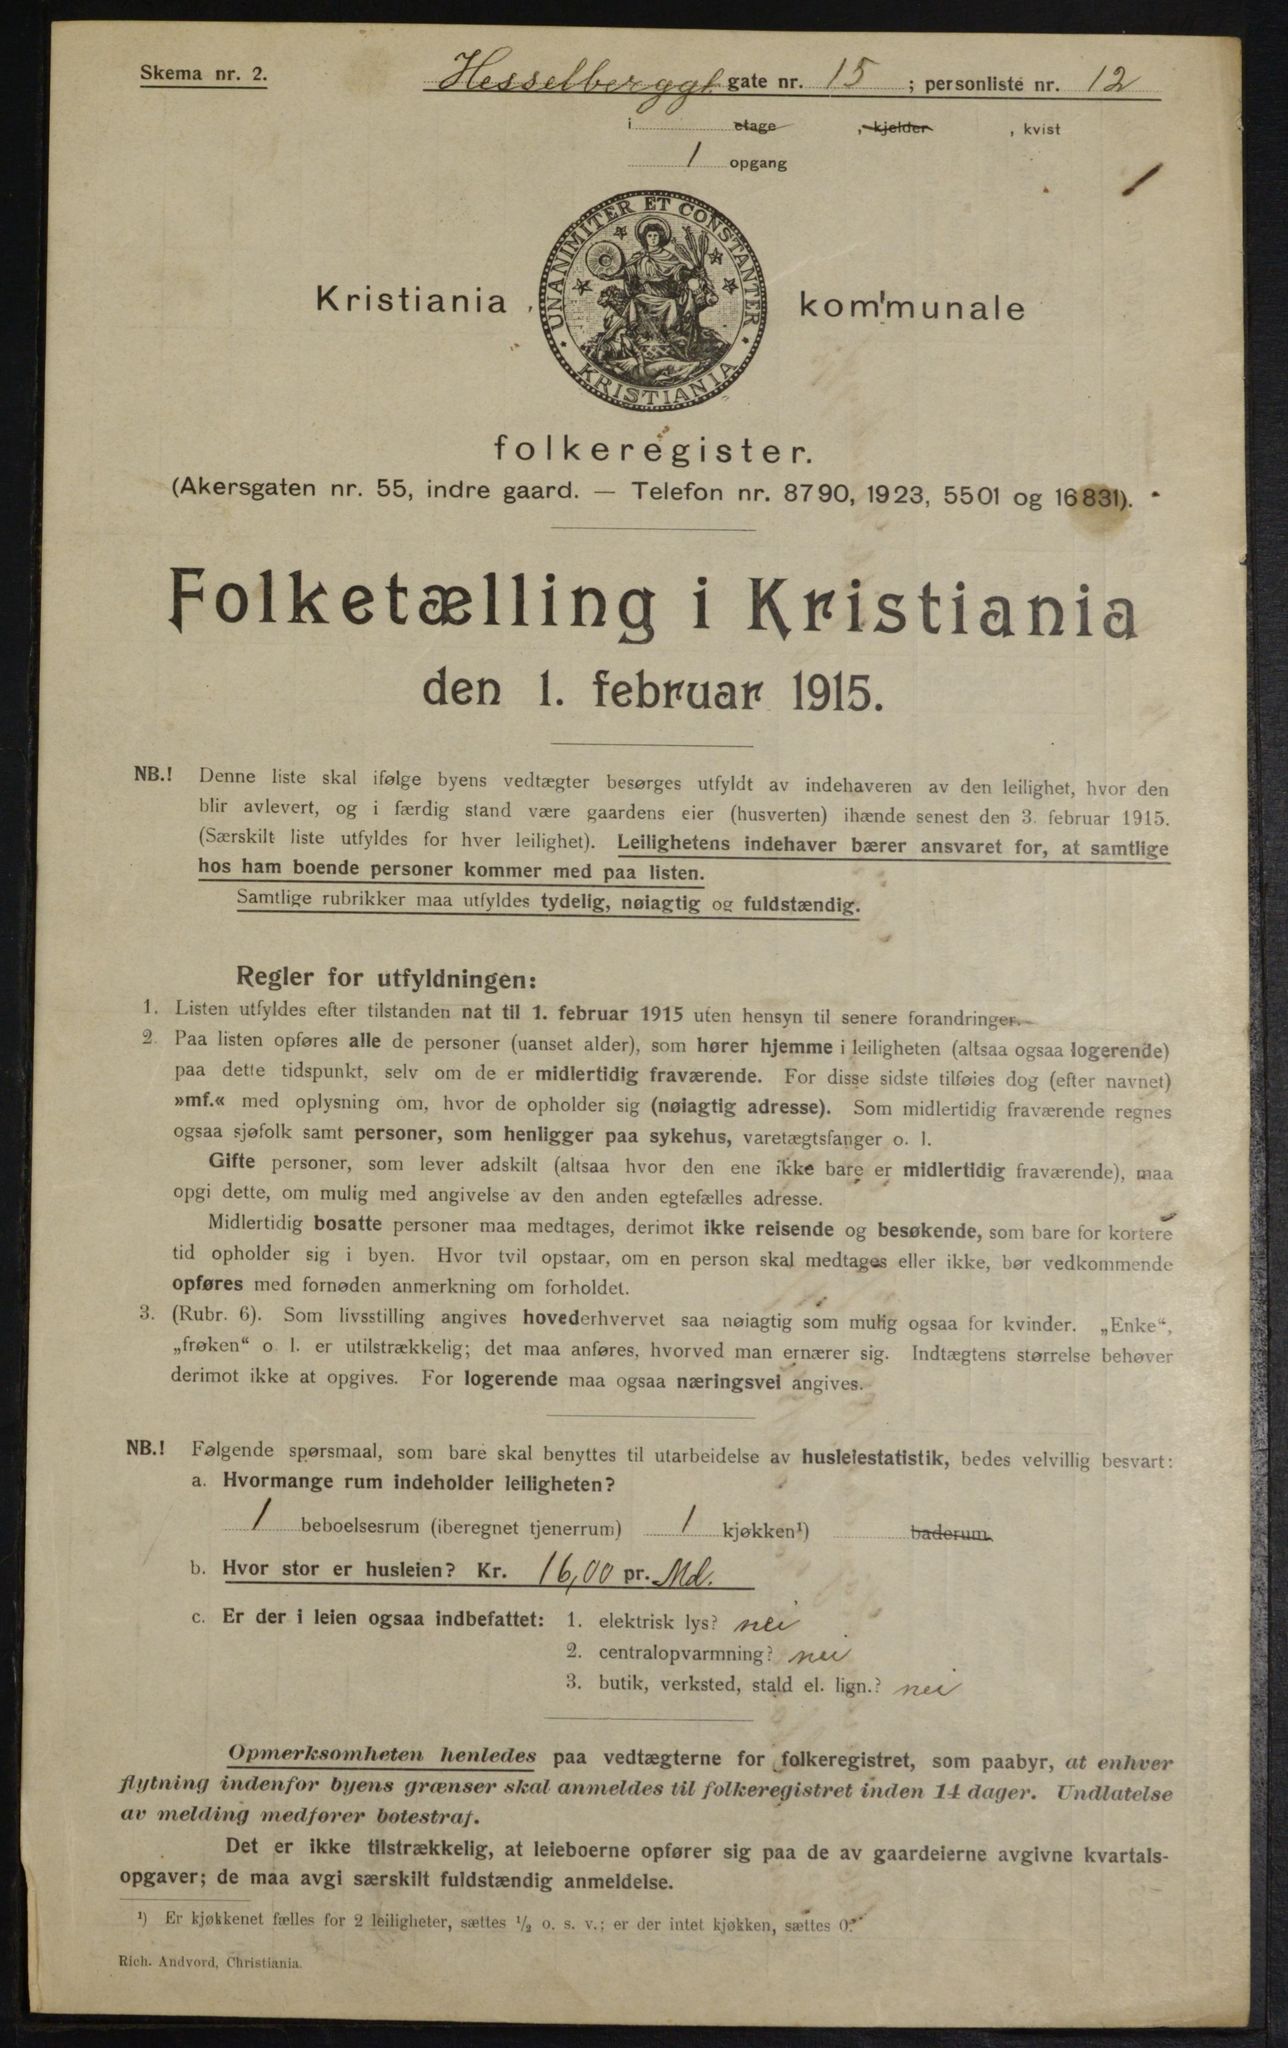 Skema nr. 2.
Hesselberggt. gate nr. 15 ; personliste nr. 12
i etage , kjelder , kvist
1 opgang
1
UNANIMITER ET CONSTANTER
KRISTIANIA
Kristiania kommunale
folkeregister.
(Akersgaten nr. 55, indre gaard. — Telefon nr. 8790, 1923, 5501 og 16831).
Folketælling i Kristiania
den 1. februar 1915.
NB.! Denne liste skal ifølge byens vedtægter besørges utfyldt av indehaveren av den leilighet, hvor den
blir avlevert, og i færdig stand være gaardens eier (husverten) ihænde senest den 3. februar 1915.
(Særskilt liste utfyldes for hver leilighet). Leilighetens indehaver bærer ansvaret for, at samtlige
hos ham boende personer kommer med paa listen.
Samtlige rubrikker maa utfyldes tydelig, nøiagtig og fuldstændig.
Regler for utfyldningen:
1. Listen utfyldes efter tilstanden nat til 1. februar 1915 uten hensyn til senere forandringer.
2. Paa listen opføres alle de personer (uanset alder), som hører hjemme i leiligheten (altsaa ogsaa logerende)
paa dette tidspunkt, selv om de er midlertidig fraværende. For disse sidste tilføies dog (efter navnet)
»mf.« med oplysning om, hvor de opholder sig (nøiagtig adresse). Som midlertidig fraværende regnes
ogsaa sjøfolk samt personer, som henligger paa sykehus, varetægtsfanger o. l.
Gifte personer, som lever adskilt (altsaa hvor den ene ikke bare er midlertidig fraværende), maa
opgi dette, om mulig med angivelse av den anden egtefælles adresse.
Midlertidig bosatte personer maa medtages, derimot ikke reisende og besøkende, som bare for kortere
tid opholder sig i byen. Hvor tvil opstaar, om en person skal medtages eller ikke, bør vedkommende
opføres med fornøden anmerkning om forholdet.
3. (Rubr. 6). Som livsstilling angives hovederhvervet saa nøiagtig som mulig ogsaa for kvinder. „Enke“,
„frøken“ o. l. er utilstrækkelig; det maa anføres, hvorved man ernærer sig. Indtægtens størrelse behøver
derimot ikke at opgives. For logerende maa ogsaa næringsvei angives.
NB.! Følgende spørsmaal, som bare skal benyttes til utarbeidelse av husleiestatistik, bedes velvillig besvart:
a. Hvormange rum indeholder leiligheten?
1 beboelsesrum (iberegnet tjenerrum) 1 kjøkken¹) baderum.
b. Hvor stor er husleien? Kr. 16,00 pr. Md.
c. Er der i leien ogsaa indbefattet: 1. elektrisk lys? nei
2. centralopvarmning? nei
3. butik, verksted, stald el. lign.? nei
Opmerksomheten henledes paa vedtægterne for folkeregistret, som paabyr, at enhver
flytning indenfor byens grænser skal anmeldes til folkeregistret inden 14 dager. Undlatelse
av melding medfører botestraf.
Det er ikke tilstrækkelig, at leieboerne opfører sig paa de av gaardeierne avgivne kvartals-
opgaver; de maa avgi særskilt fuldstændig anmeldelse.
¹) Er kjøkkenet fælles for 2 leiligheter, sættes ½ o. s. v.; er der intet kjøkken, sættes 0.
Rich. Andvord, Christiania.